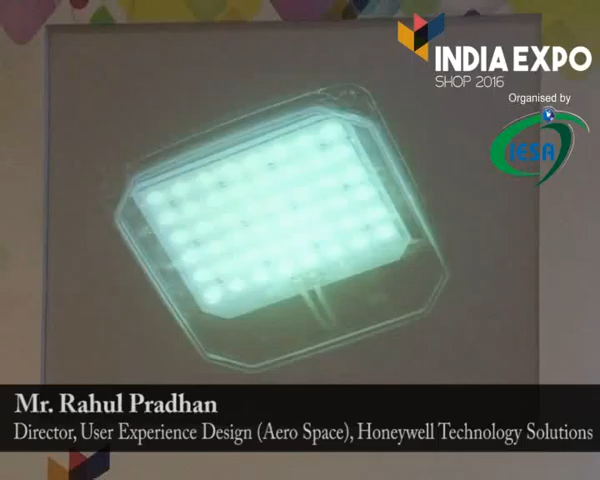 INDIA EXPO
SHOP 2016
Organised by
IESA
Mr. Rahul Pradhan
Director, User Experience Design (Aero Space), Honeywell Technology Solutions